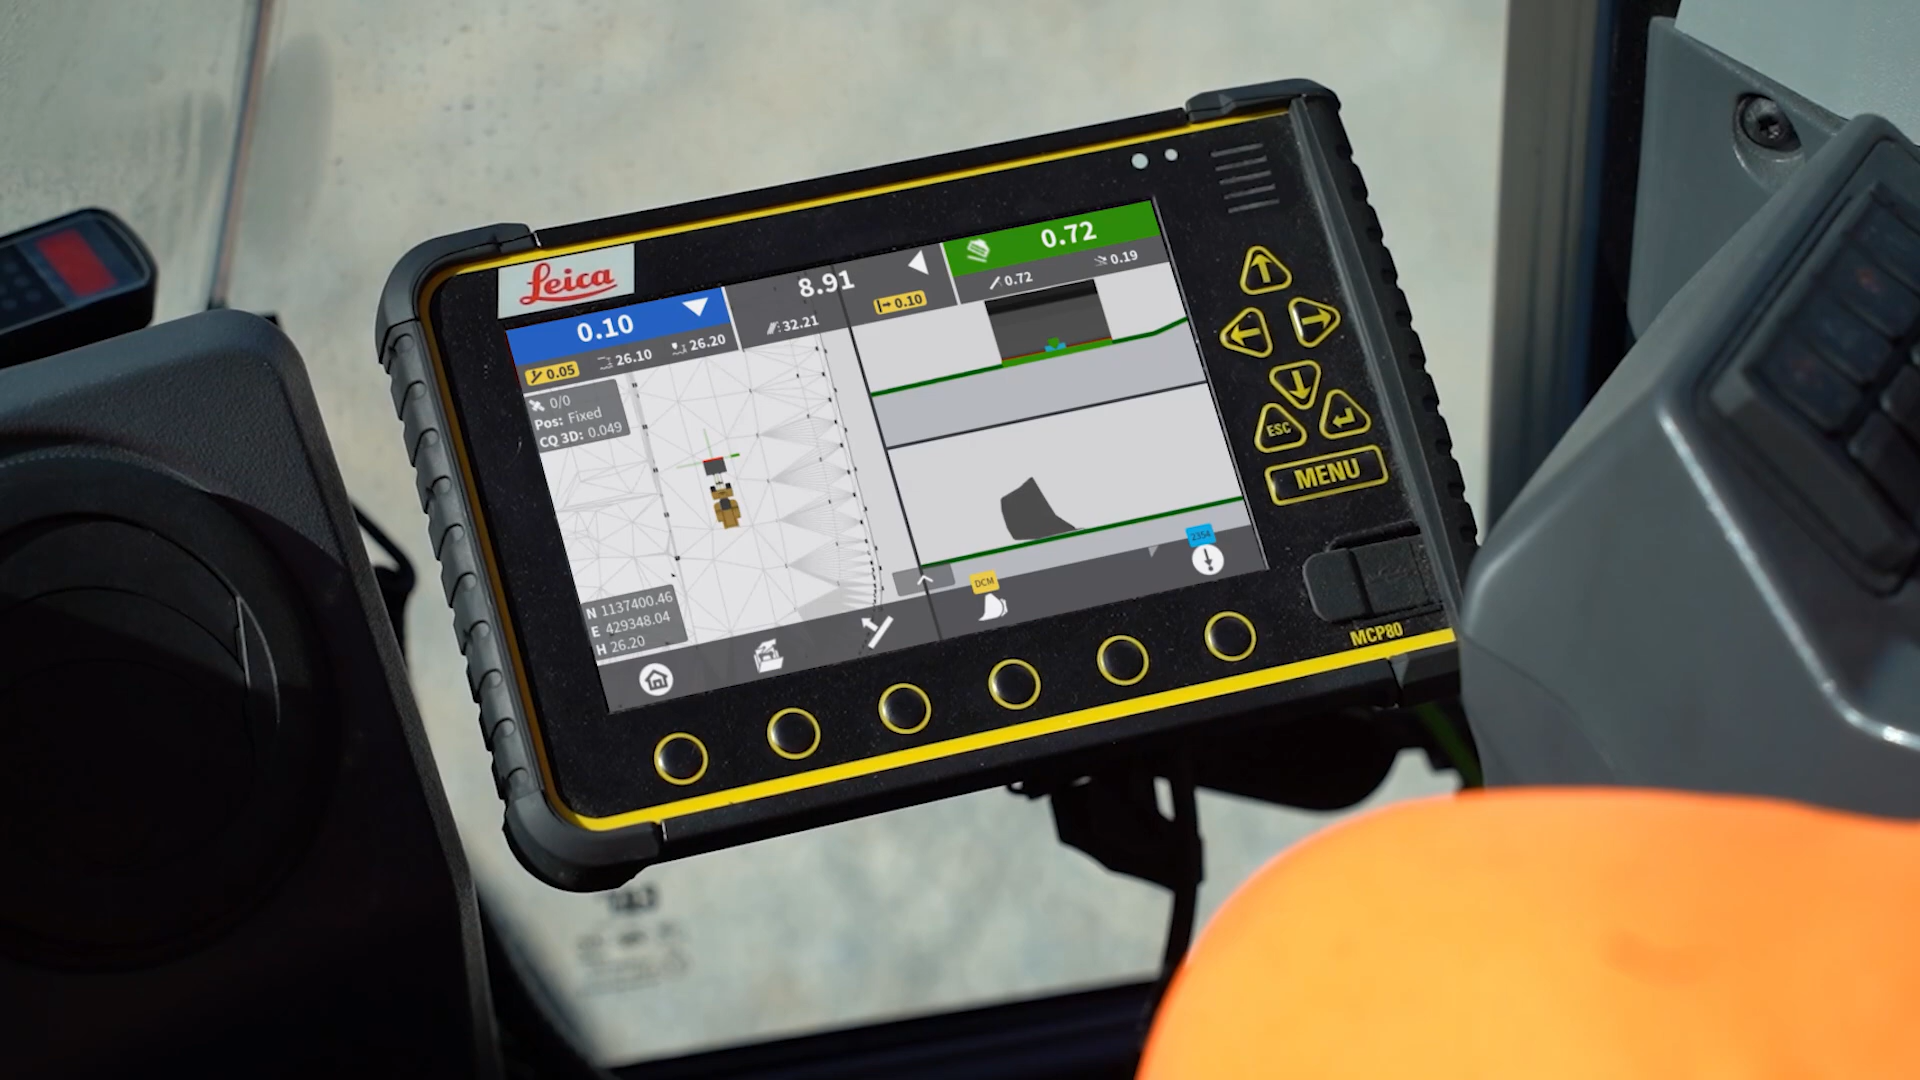 Leica
0.10
0.05
26.10
26.20
8.91
32.21
0.10
0.72
0.72
0.19
0/0
Pos: Fixed
CQ 3D: 0.049
N 1137400.46
E 429348.04
H 26.20
DCM
2354
ESC
MENU
MCP80